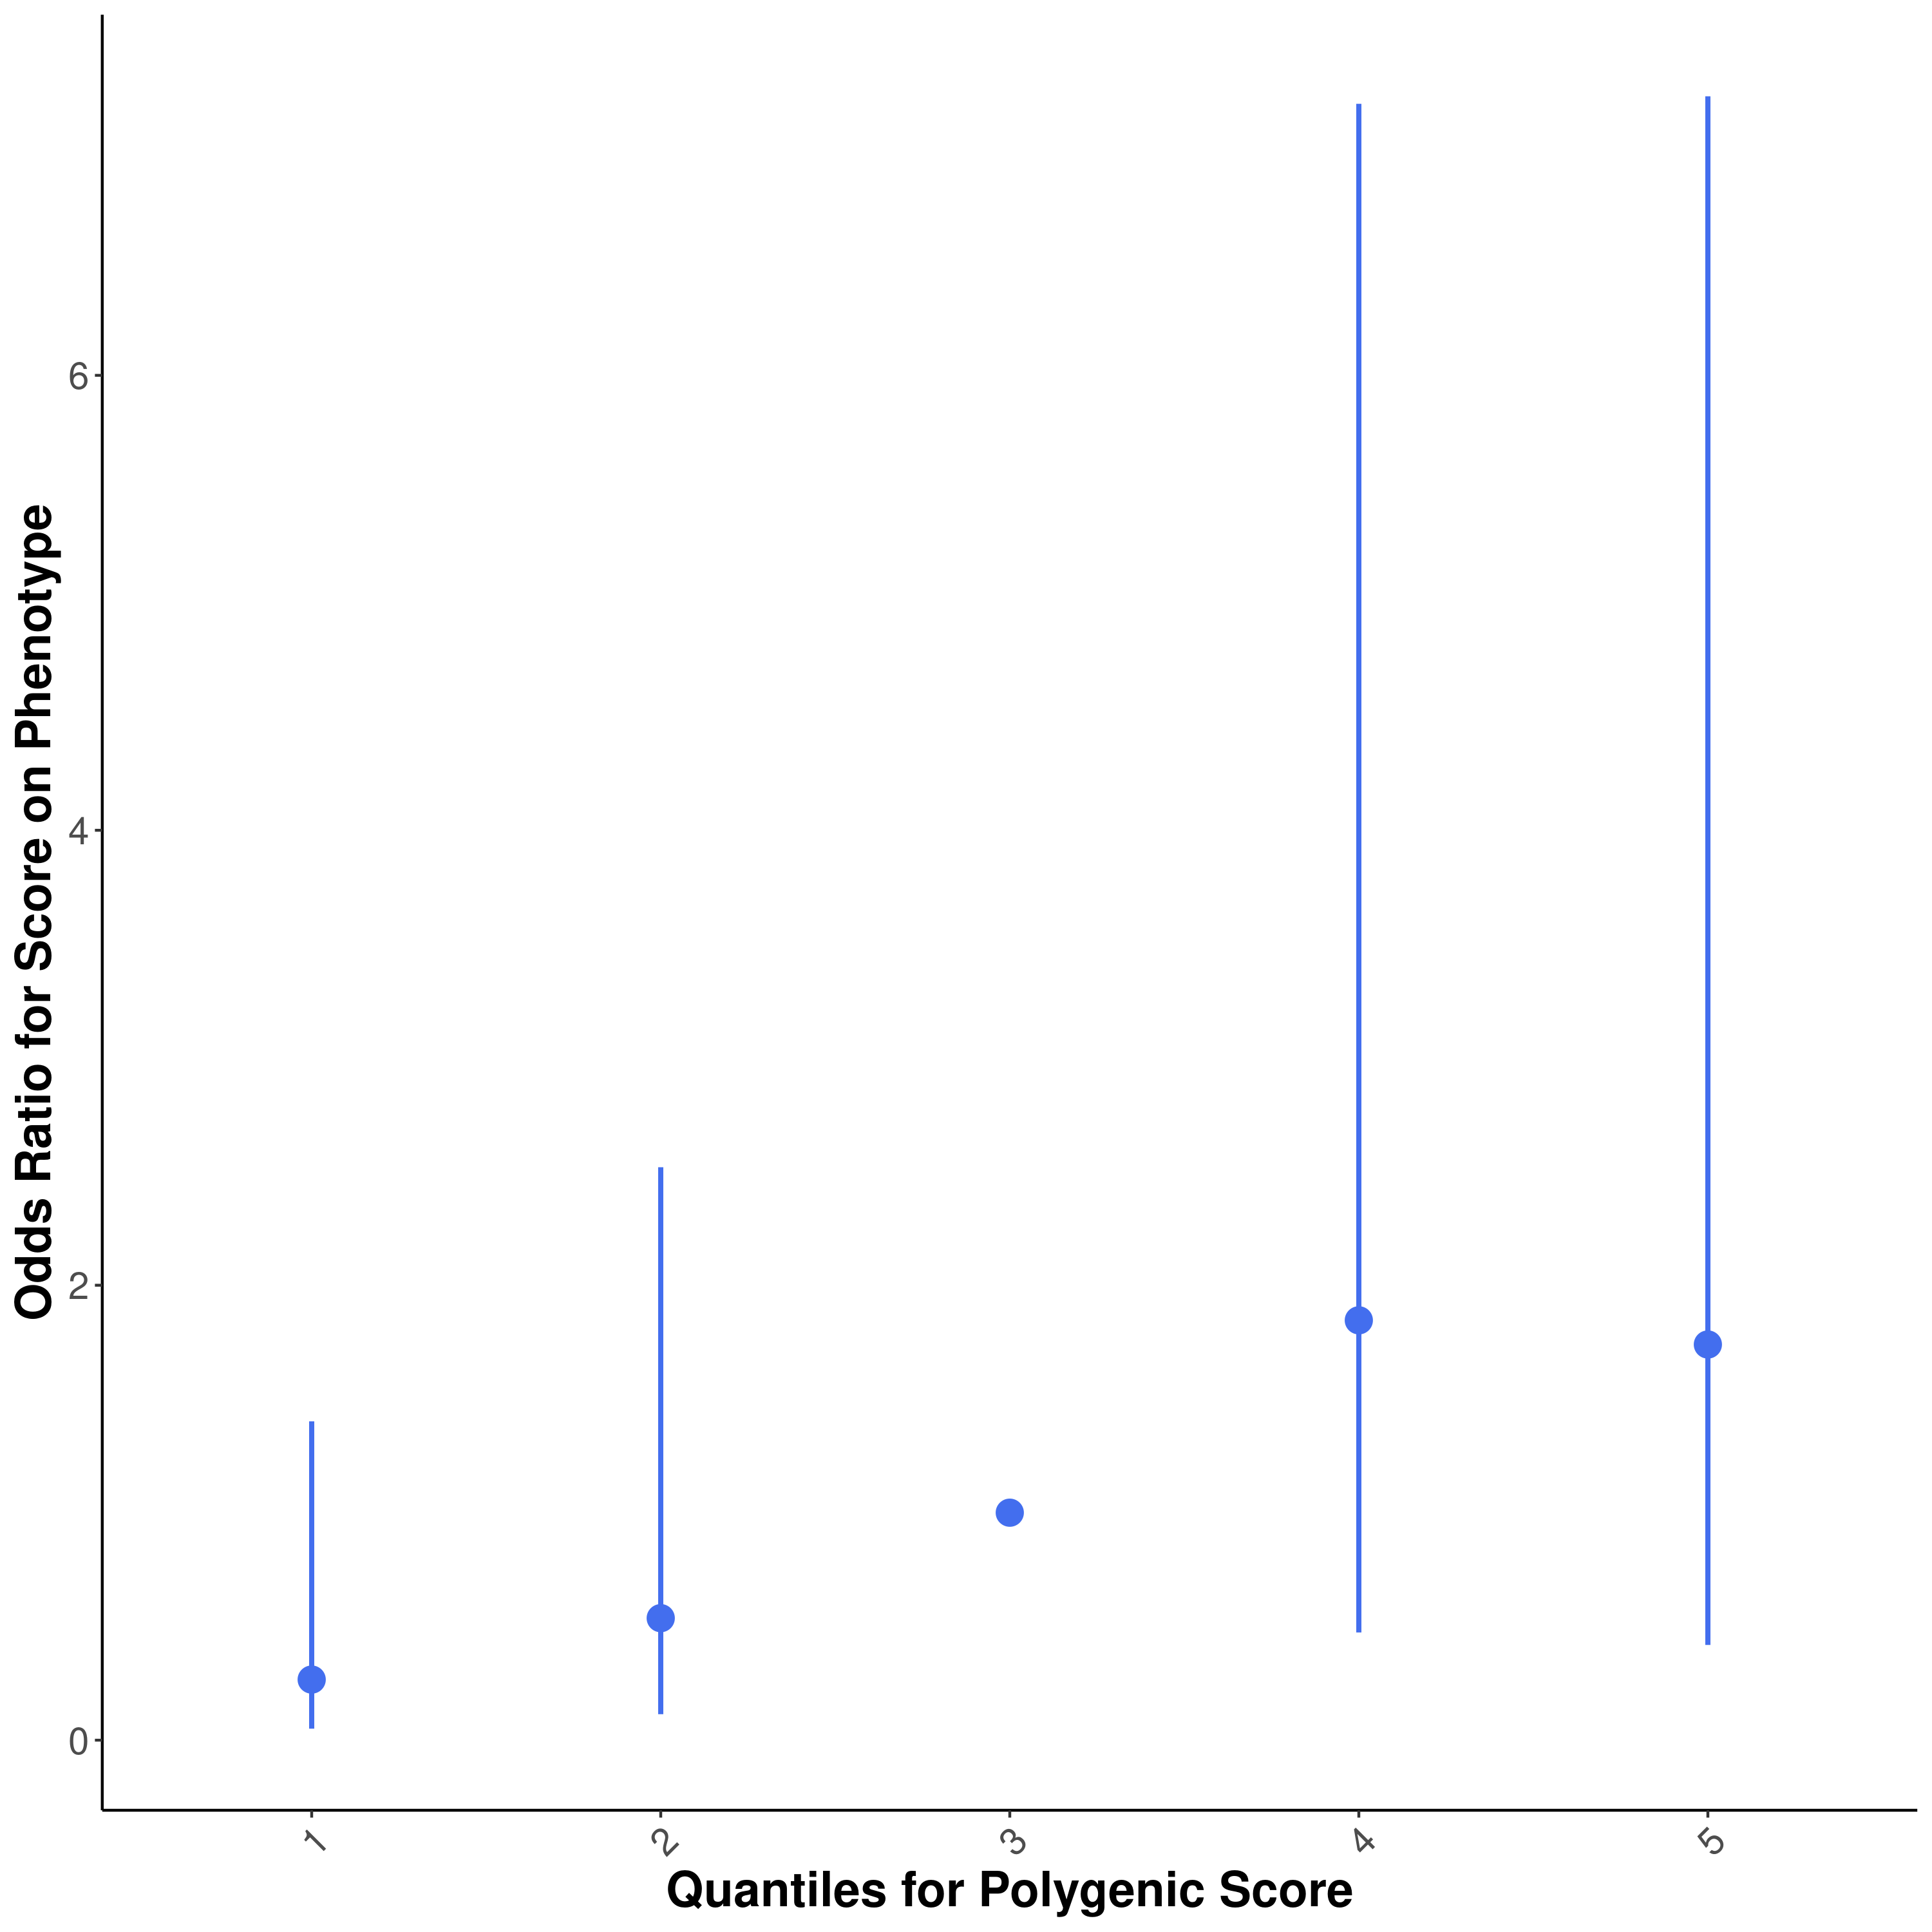 Odds Ratio for Score on Phenotype
6
4
2
0
1 2 3 4 5
Quantiles for Polygenic Score